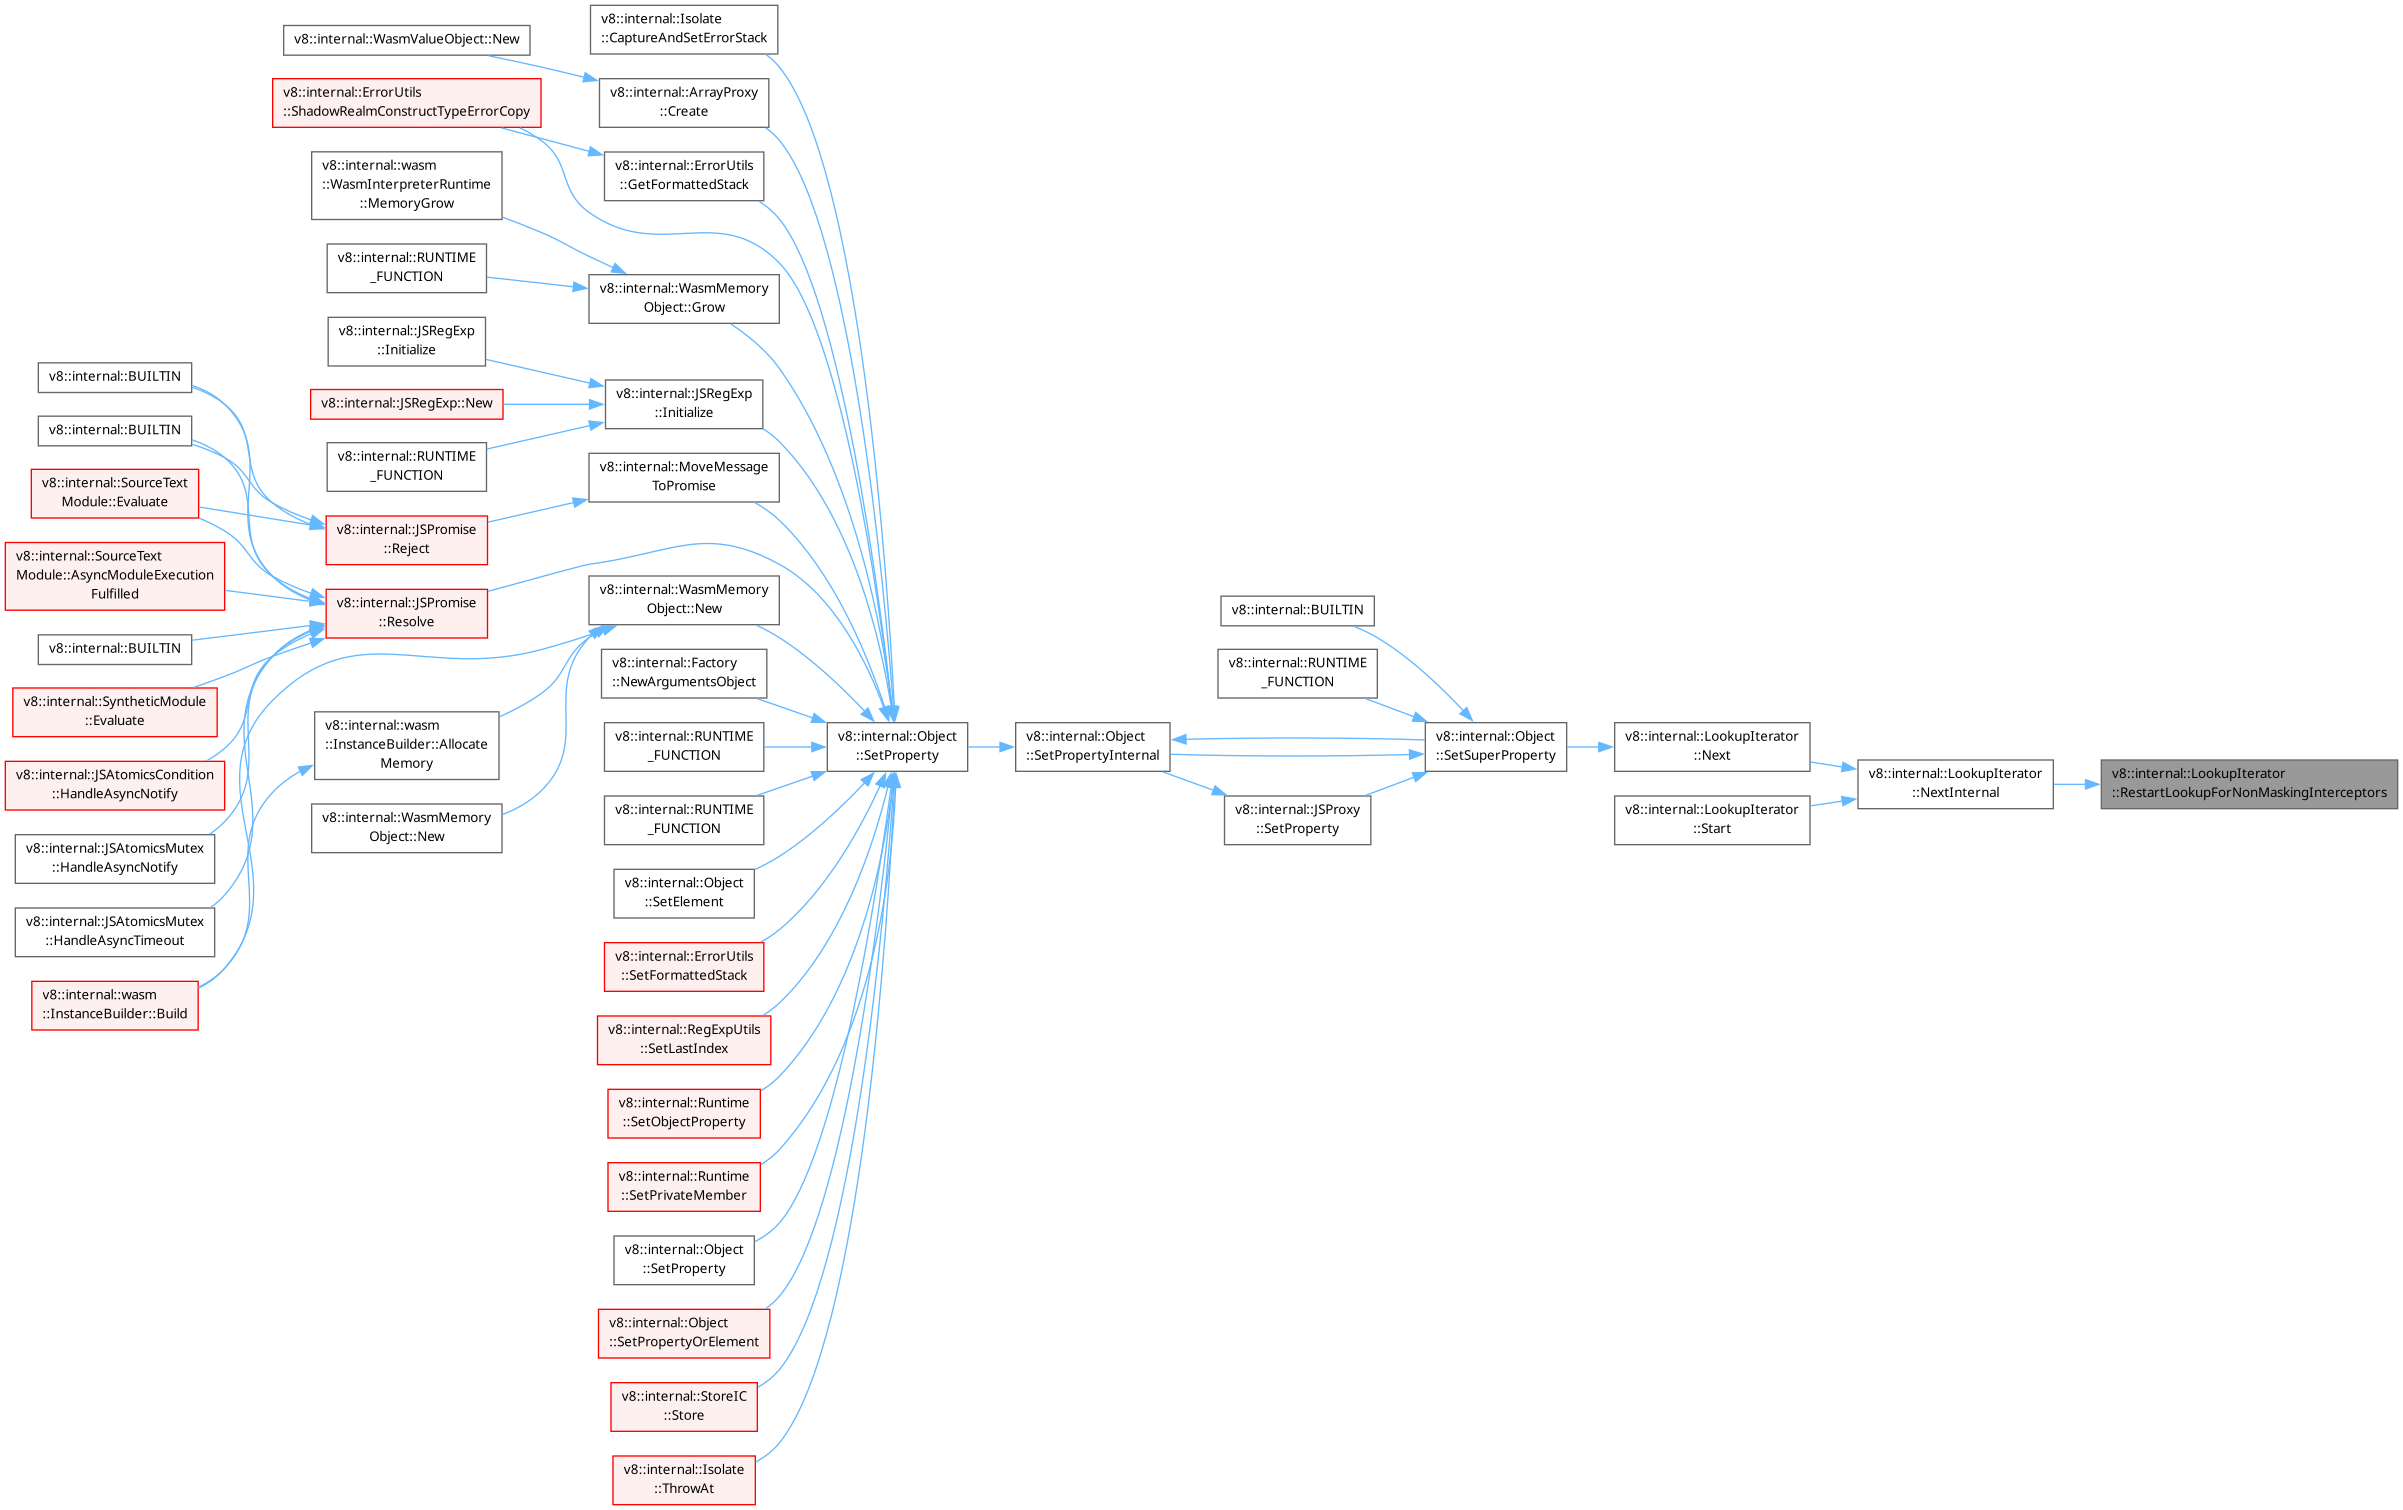 v8::internal::Isolate
::CaptureAndSetErrorStack
v8::internal::WasmValueObject::New
v8::internal::ErrorUtils
::ShadowRealmConstructTypeErrorCopy
v8::internal::ArrayProxy
::Create
v8::internal::wasm
::WasmInterpreterRuntime
::MemoryGrow
v8::internal::ErrorUtils
::GetFormattedStack
v8::internal::RUNTIME
_FUNCTION
v8::internal::WasmMemory
Object::Grow
v8::internal::JSRegExp
::Initialize
v8::internal::BUILTIN
v8::internal::JSRegExp::New
v8::internal::JSRegExp
::Initialize
v8::internal::BUILTIN
v8::internal::RUNTIME
_FUNCTION
v8::internal::MoveMessage
ToPromise
v8::internal::SourceText
Module::Evaluate
v8::internal::JSPromise
::Reject
v8::internal::SourceText
Module::AsyncModuleExecution
Fulfilled
v8::internal::JSPromise
::Resolve
v8::internal::WasmMemory
Object::New
v8::internal::BUILTIN
v8::internal::BUILTIN
v8::internal::Factory
::NewArgumentsObject
v8::internal::RUNTIME
_FUNCTION
v8::internal::SyntheticModule
::Evaluate
v8::internal::wasm
::InstanceBuilder::Allocate
Memory
v8::internal::RUNTIME
_FUNCTION
v8::internal::Object
::SetProperty
v8::internal::Object
::SetPropertyInternal
v8::internal::Object
::SetSuperProperty
v8::internal::LookupIterator
::Next
v8::internal::JSAtomicsCondition
::HandleAsyncNotify
v8::internal::LookupIterator
::NextInternal
v8::internal::LookupIterator
::RestartLookupForNonMaskingInterceptors
v8::internal::WasmMemory
Object::New
v8::internal::RUNTIME
_FUNCTION
v8::internal::JSProxy
::SetProperty
v8::internal::LookupIterator
::Start
v8::internal::JSAtomicsMutex
::HandleAsyncNotify
v8::internal::Object
::SetElement
v8::internal::JSAtomicsMutex
::HandleAsyncTimeout
v8::internal::ErrorUtils
::SetFormattedStack
v8::internal::wasm
::InstanceBuilder::Build
v8::internal::RegExpUtils
::SetLastIndex
v8::internal::Runtime
::SetObjectProperty
v8::internal::Runtime
::SetPrivateMember
v8::internal::Object
::SetProperty
v8::internal::Object
::SetPropertyOrElement
v8::internal::StoreIC
::Store
v8::internal::Isolate
::ThrowAt